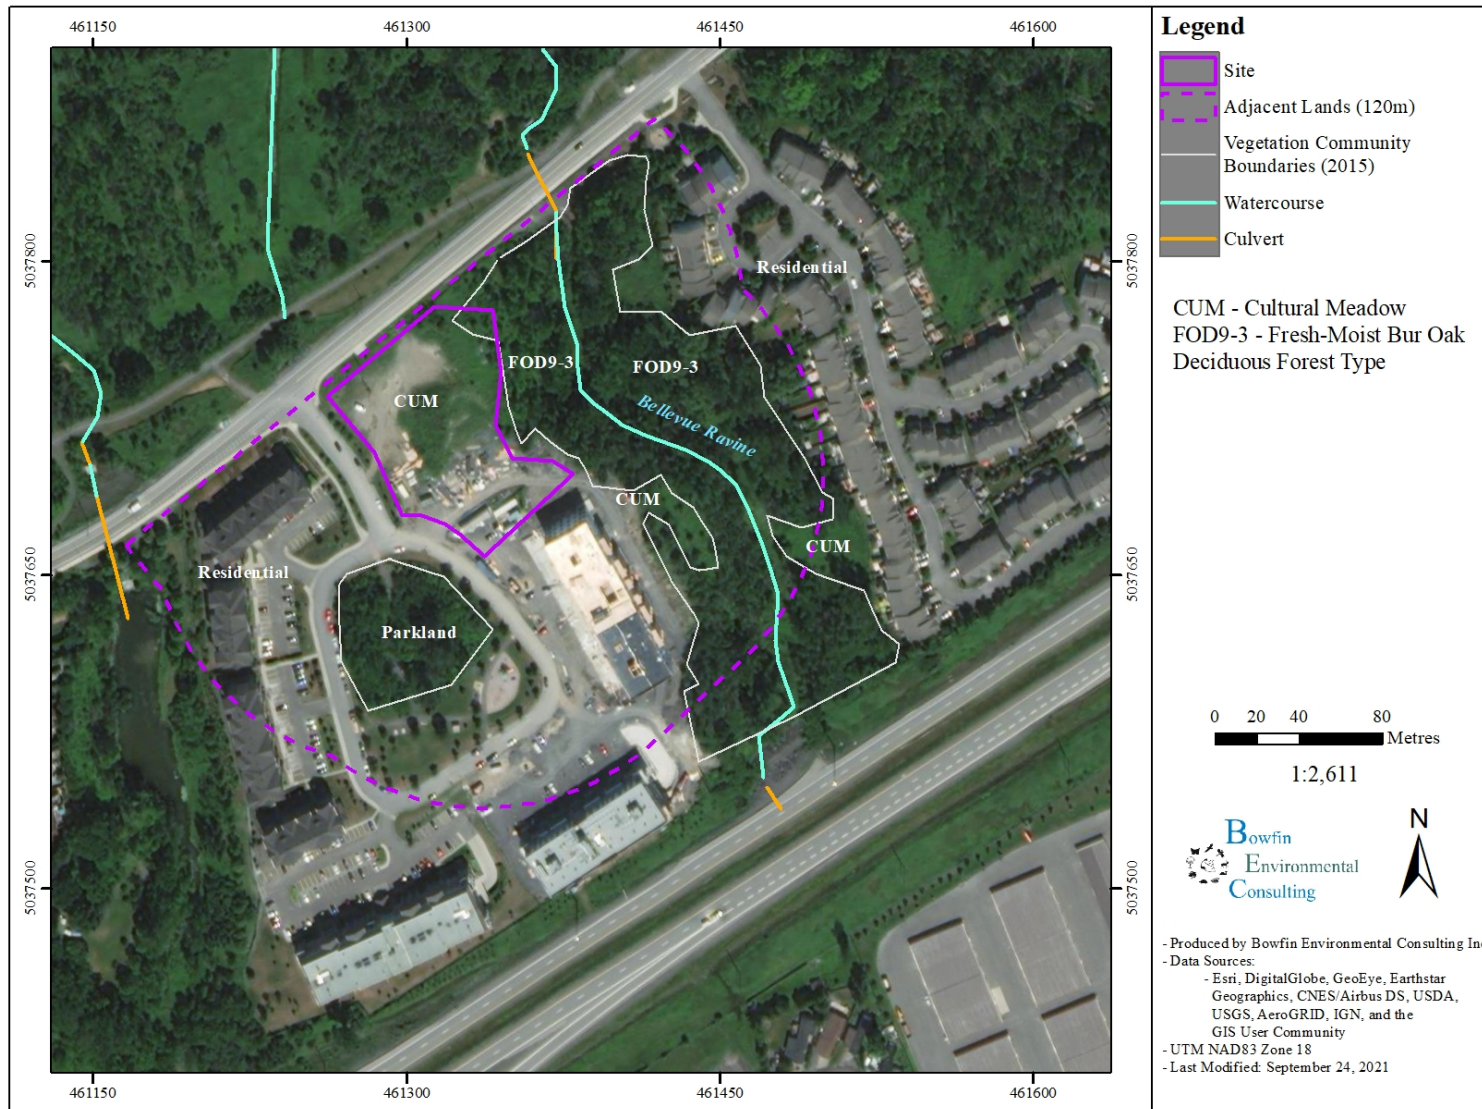 461150 461300 461450 461600
5037800 5037800
5037650 5037650
5037500 5037500
Residential
FOD9-3
FOD9-3
CUM
Bellevue Ravine
CUM
CUM
Residential
Parkland
461150 461300 461450 461600
Legend
Site
Adjacent Lands (120m)
Vegetation Community
Boundaries (2015)
Watercourse
Culvert
CUM - Cultural Meadow
FOD9-3 - Fresh-Moist Bur Oak
Deciduous Forest Type
0 20 40 80
Metres
1:2,611
Bowfin
Environmental
Consulting
N
- Produced by Bowfin Environmental Consulting Inc
- Data Sources:
- Esri, DigitalGlobe, GeoEye, Earthstar
Geographics, CNES/Airbus DS, USDA,
USGS, AeroGRID, IGN, and the
GIS User Community
- UTM NAD83 Zone 18
- Last Modified: September 24, 2021